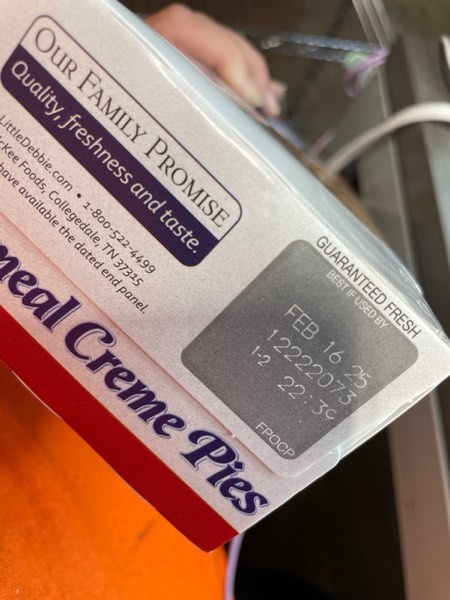 OUR FAMILY PROMISE
Quality, freshness and taste.
LittleDebbie.com • 1-800-522-4499
Kee Foods, Collegedale, TN 37315
have available the dated end panel.
meal Creme Pies
GUARANTEED FRESH
BEST IF USED BY
FEB 16 25
12222073
1-2 22:39
FPOCP